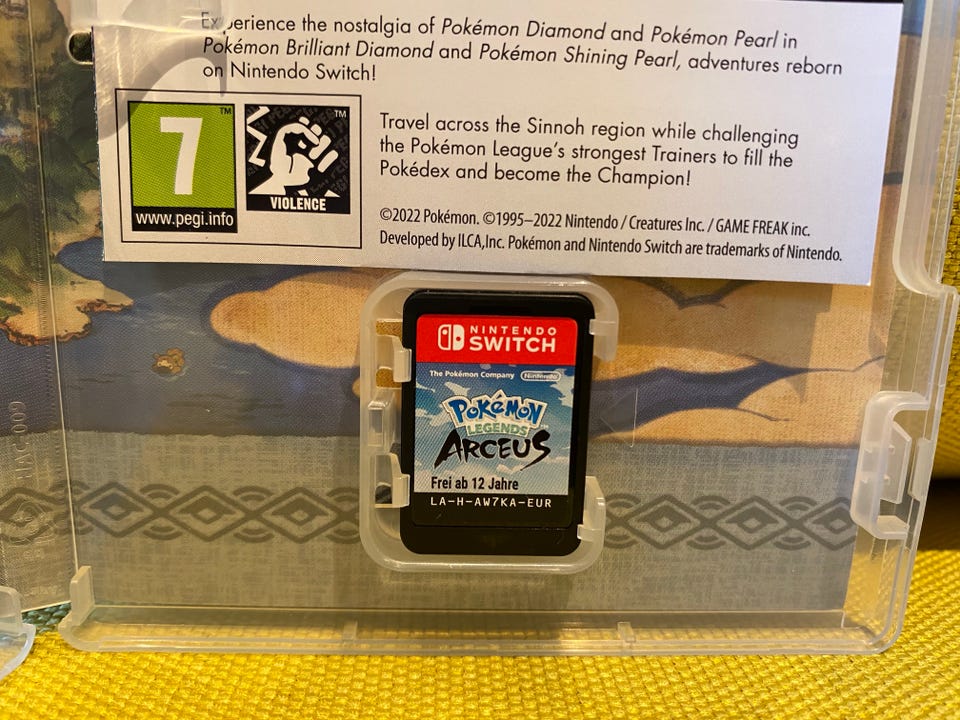 Experience the nostalgia of Pokémon Diamond and Pokémon Pearl in
Pokémon Brilliant Diamond and Pokémon Shining Pearl, adventures reborn
on Nintendo Switch!
7
TM
TM
VIOLENCE
www.pegi.info
Travel across the Sinnoh region while challenging
the Pokémon League's strongest Trainers to fill the
Pokédex and become the Champion!
©2022 Pokémon. ©1995–2022 Nintendo / Creatures Inc. / GAME FREAK inc.
Developed by ILCA,Inc. Pokémon and Nintendo Switch are trademarks of Nintendo.
NINTENDO
SWITCH
The Pokémon Company Nintendo
POKÉMON
LEGENDS
ARCEUS
Frei ab 12 Jahre
LA-H-AW7KA-EUR